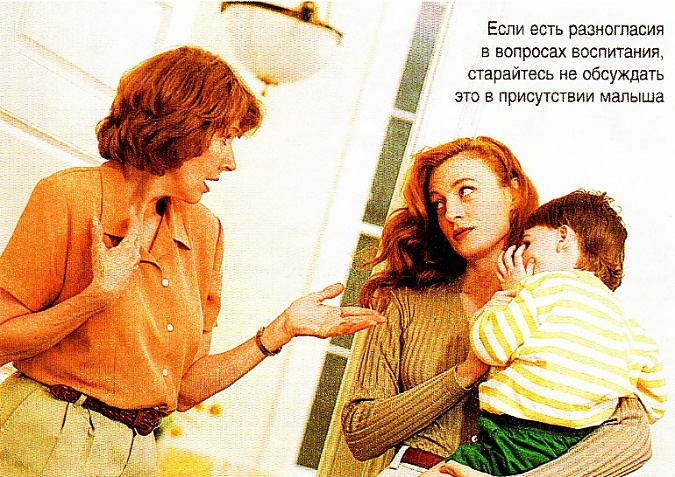 Если есть разногласия
в вопросах воспитания,
старайтесь не обсуждать
это в присутствии малыша